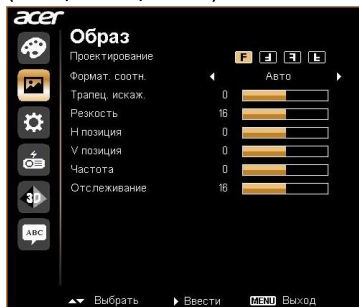 acer
Образ
Проектирование F
Формат. соотн. Авто
Трапец. искаж. 0
Резкость 16
H позиция 0
V позиция 0
Частота 0
Отслеживание 16
3D
ABC
Выбрать Ввести MENU Выход